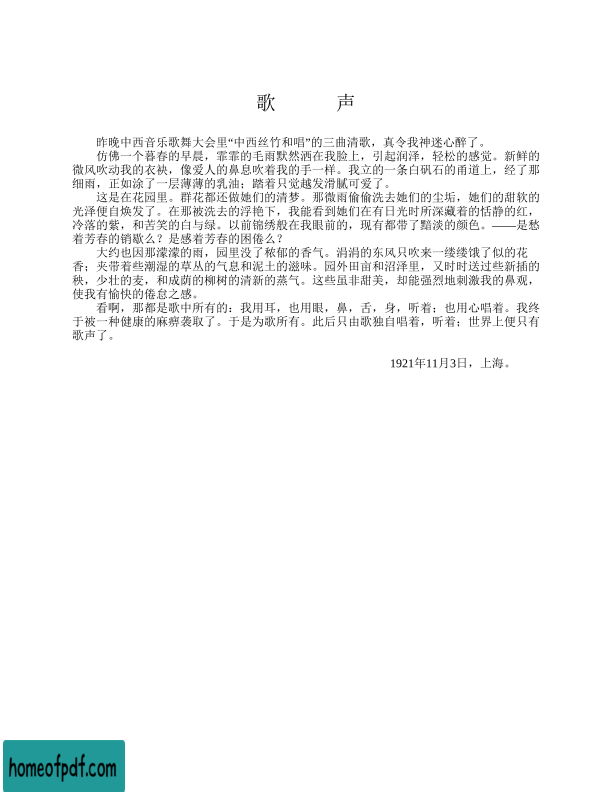 歌 声
昨晚中西音乐歌舞大会里“中西丝竹和唱”的三曲清歌，真令我神迷心醉了。
仿佛一个暮春的早晨，霏霏的毛雨默然洒在我脸上，引起润泽，轻松的感觉。新鲜的
微风吹动我的衣袂，像爱人的鼻息吹着我的手一样。我立的一条白矾石的甬道上，经了那
细雨，正如涂了一层薄薄的乳油；踏着只觉越发滑腻可爱了。
这是在花园里。群花都还做她们的清梦。那微雨偷偷洗去她们的尘垢，她们的甜软的
光泽便自焕发了。在那被洗去的浮艳下，我能看到她们在有日光时所深藏着的恬静的红，
冷落的紫，和苦笑的白与绿。以前锦绣般在我眼前的，现有都带了黯淡的颜色。——是愁
着芳春的销歇么？是感着芳春的困倦么？
大约也因那濛濛的雨，园里没了秾郁的香气。涓涓的东风只吹来一缕缕饿了似的花
香；夹带着些潮湿的草丛的气息和泥土的滋味。园外田亩和沼泽里，又时时送过些新插的
秧，少壮的麦，和成荫的柳树的清新的蒸气。这些虽非甜美，却能强烈地刺激我的鼻观，
使我有愉快的倦怠之感。
看啊，那都是歌中所有的：我用耳，也用眼，鼻，舌，身，听着；也用心唱着。我终
于被一种健康的麻痹袭取了。于是为歌所有。此后只由歌独自唱着，听着；世界上便只有
歌声了。
1921年11月3日，上海。
homeofpdf.com